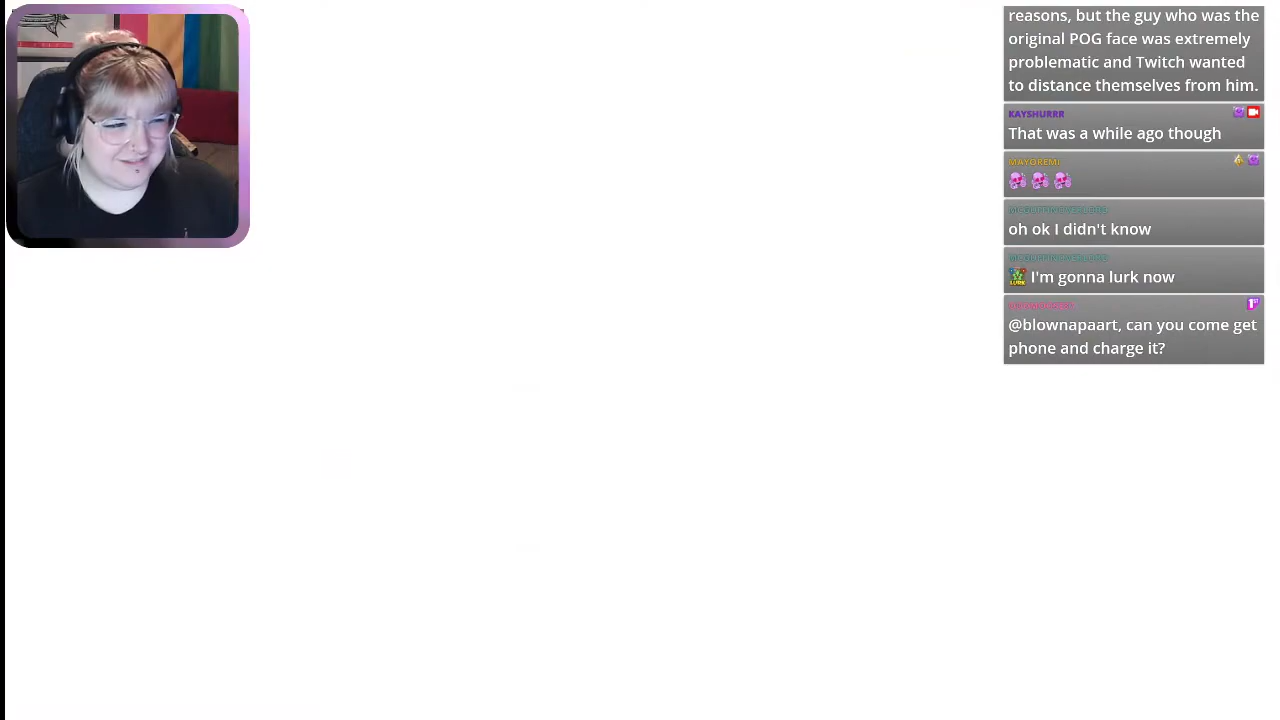 reasons, but the guy who was the
original POG face was extremely
problematic and Twitch wanted
to distance themselves from him.
KAYSHURRR
That was a while ago though
MAYOREMI
oh ok I didn't know
LURK I'm gonna lurk now
@blownapaart, can you come get
phone and charge it?